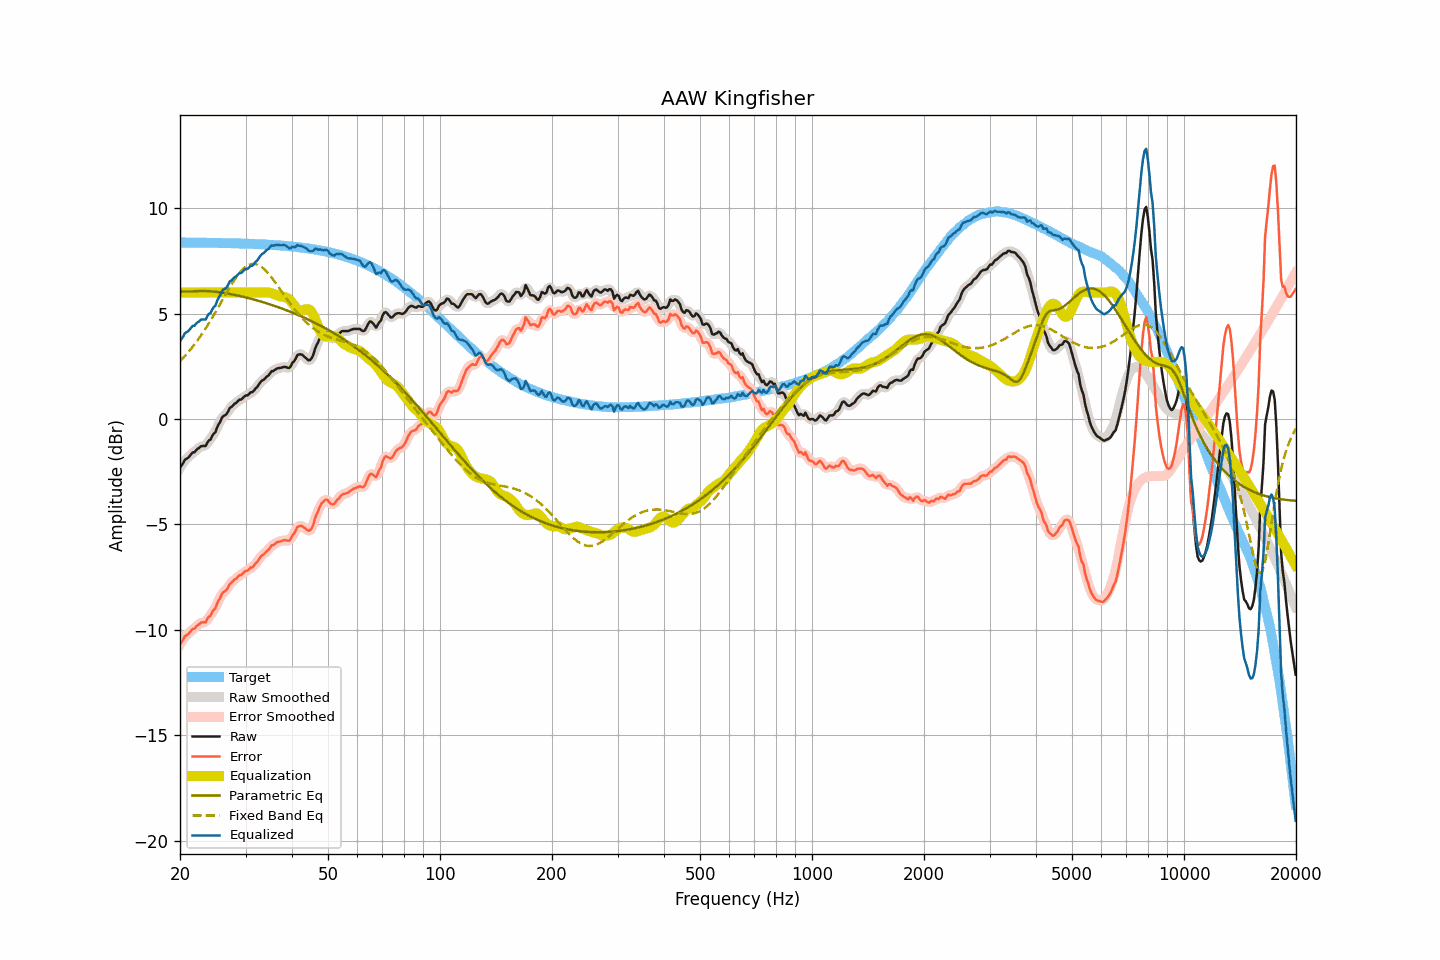 AAW Kingfisher
Amplitude (dBr)
10
5
0
−5
−10
−15
−20
Target
Raw Smoothed
Error Smoothed
Raw
Error
Equalization
Parametric Eq
Fixed Band Eq
Equalized
20 50 100 200 500 1000 2000 5000 10000 20000
Frequency (Hz)